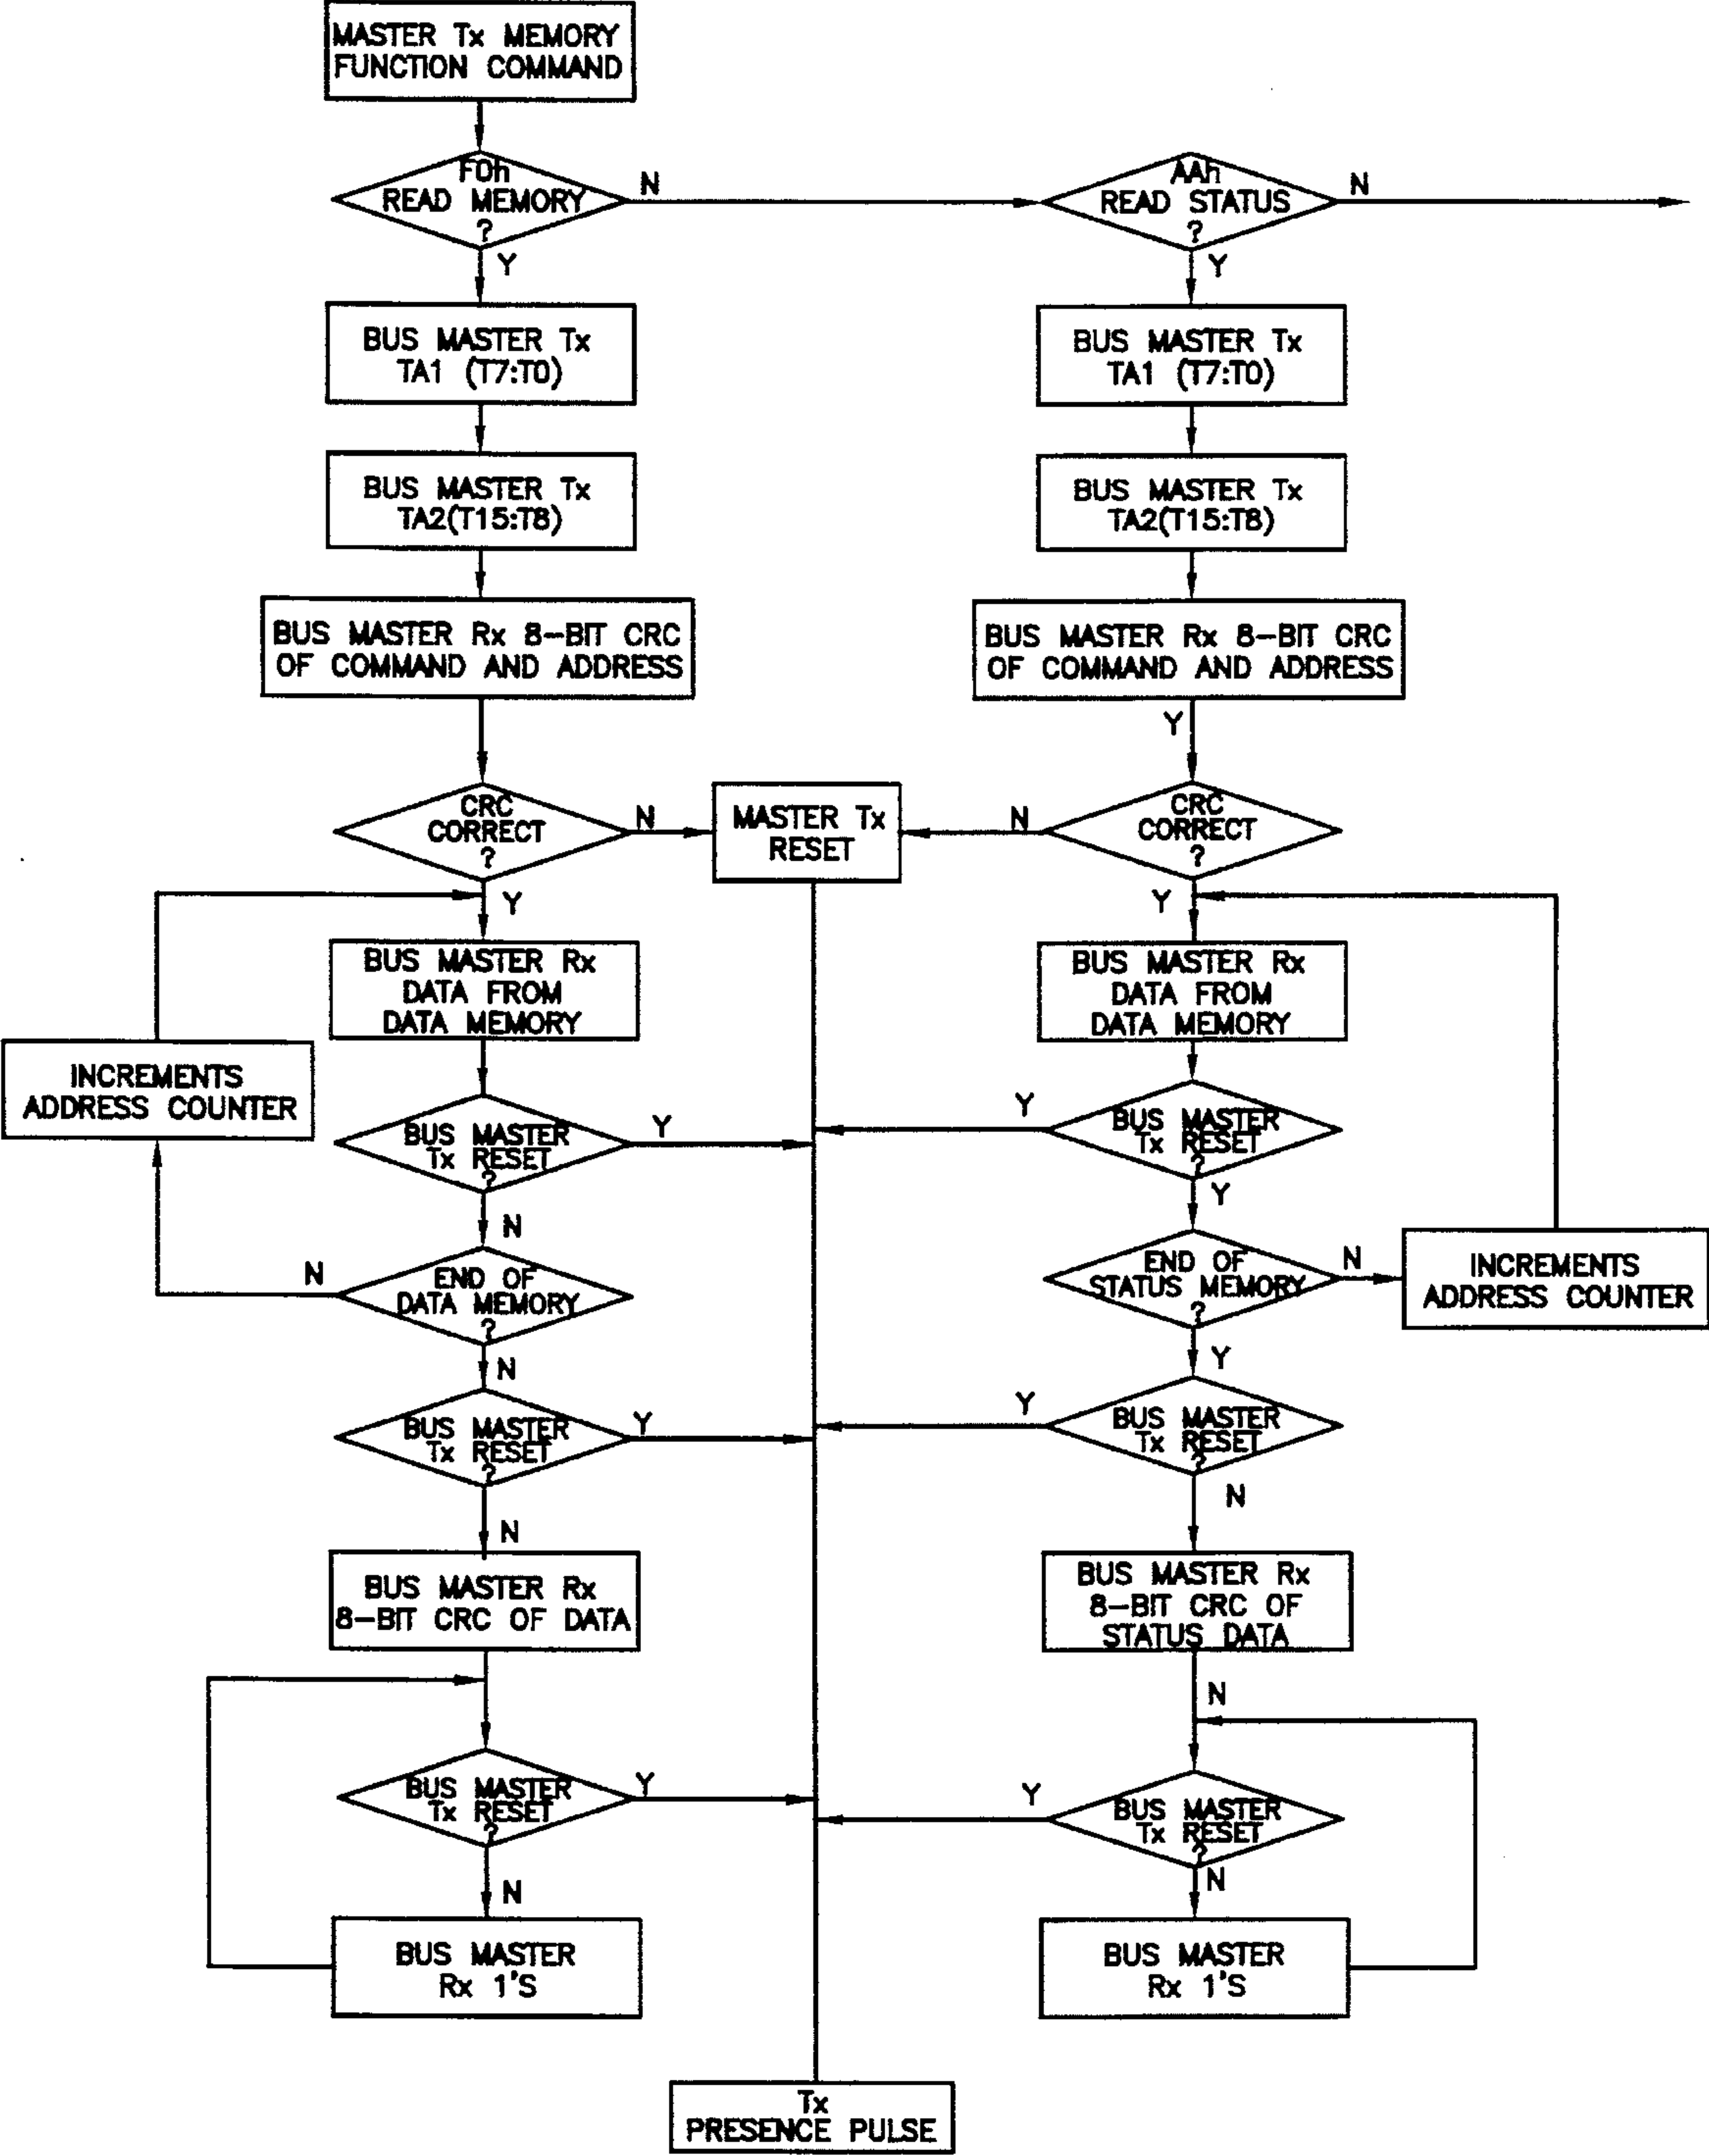 MASTER Tx MEMORY
FUNCTION COMMAND
F0h
READ MEMORY
?
N
Y
BUS MASTER Tx
TA1 (T7:T0)
BUS MASTER Tx
TA2(T15:T8)
BUS MASTER Rx 8-BIT CRC
OF COMMAND AND ADDRESS
CRC
CORRECT
?
N
Y
MASTER Tx
RESET
BUS MASTER Rx
DATA FROM
DATA MEMORY
INCREMENTS
ADDRESS COUNTER
BUS MASTER
Tx RESET
?
Y
N
END OF
DATA MEMORY
?
N
N
BUS MASTER
Tx RESET
?
Y
N
BUS MASTER Rx
8-BIT CRC OF DATA
BUS MASTER
Tx RESET
?
Y
N
BUS MASTER
Rx 1'S
AAh
READ STATUS
?
N
Y
BUS MASTER Tx
TA1 (T7:T0)
BUS MASTER Tx
TA2(T15:T8)
BUS MASTER Rx 8-BIT CRC
OF COMMAND AND ADDRESS
Y
CRC
CORRECT
?
N
Y
BUS MASTER Rx
DATA FROM
DATA MEMORY
BUS MASTER
Tx RESET
?
Y
Y
END OF
STATUS MEMORY
?
N
INCREMENTS
ADDRESS COUNTER
Y
BUS MASTER
Tx RESET
?
Y
N
BUS MASTER Rx
8-BIT CRC OF
STATUS DATA
N
BUS MASTER
Tx RESET
?
Y
N
BUS MASTER
Rx 1'S
Tx
PRESENCE PULSE